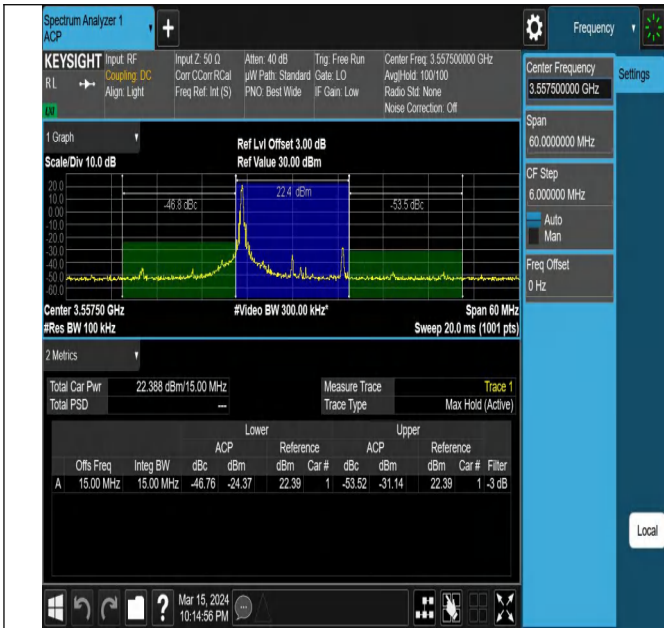 Spectrum Analyzer 1
ACP
Frequency
KEYSIGHT
RL
LXI
Input: RF
Coupling: DC
Align: Light
Input Z: 50 Ω
Corr CCorr RCal
Freq Ref: Int (S)
Atten: 40 dB
µW Path: Standard
PNO: Best Wide
Trig: Free Run
Gate: LO
IF Gain: Low
Center Freq: 3.557500000 GHz
Avg|Hold: 100/100
Radio Std: None
Noise Correction: Off
Center Frequency
3.557500000 GHz
Settings
Span
60.0000000 MHz
CF Step
6.000000 MHz
Auto
Man
Freq Offset
0 Hz
Local
1 Graph
Scale/Div 10.0 dB
Ref Lvl Offset 3.00 dB
Ref Value 30.00 dBm
20.0
10.0
0.00
-10.0
-20.0
-30.0
-40.0
-50.0
-60.0
-46.8 dBc
22.4 dBm
-53.5 dBc
Center 3.55750 GHz
#Video BW 300.00 kHz*
Span 60 MHz
#Res BW 100 kHz
Sweep 20.0 ms (1001 pts)
2 Metrics
Total Car Pwr 22.388 dBm/15.00 MHz
Total PSD ---
Measure Trace Trace 1
Trace Type Max Hold (Active)
Lower Upper
ACP Reference ACP Reference
Offs Freq Integ BW dBc dBm dBm Car # dBc dBm dBm Car # Filter
A 15.00 MHz 15.00 MHz -46.76 -24.37 22.39 1 -53.52 -31.14 22.39 1 -3 dB
Mar 15, 2024
10:14:56 PM